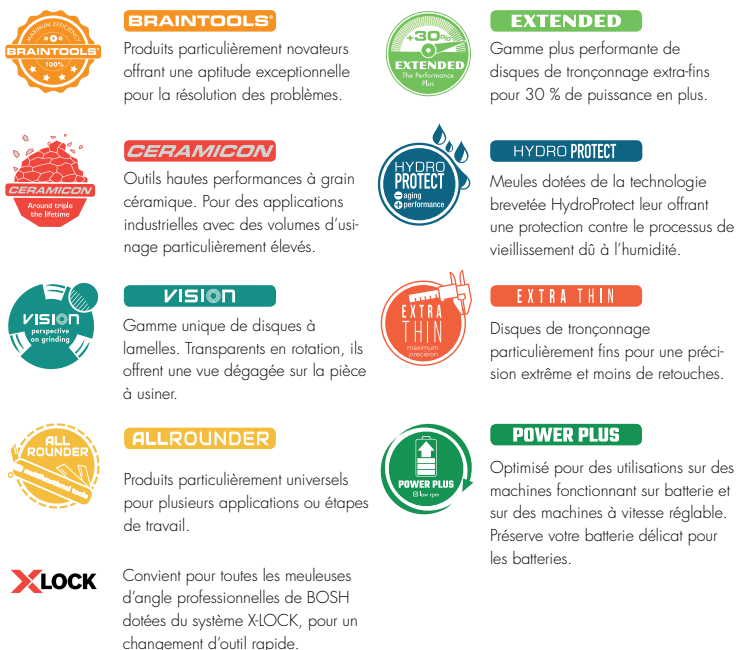 MAXIMUM EFFICIENCY
BRAINTOOLS®
100%
BRAINTOOLS®
Produits particulièrement novateurs
offrant une aptitude exceptionnelle
pour la résolution des problèmes.
CERAMICON
Around triple
the lifetime
CERAMICON
Outils hautes performances à grain
céramique. Pour des applications
industrielles avec des volumes d'usi-
nage particulièrement élevés.
VISION
perspective
on grinding
VISION
Gamme unique de disques à
lamelles. Transparents en rotation, ils
offrent une vue dégagée sur la pièce
à usiner.
ALL
ROUNDER
ALLROUNDER
Produits particulièrement universels
pour plusieurs applications ou étapes
de travail.
X-LOCK
Convient pour toutes les meuleuses
d'angle professionnelles de BOSH
dotées du système X-LOCK, pour un
changement d'outil rapide.
+30%
EXTENDED
The Performance
Plus
EXTENDED
Gamme plus performante de
disques de tronçonnage extra-fins
pour 30 % de puissance en plus.
HYDRO
PROTECT
aging
performance
HYDRO PROTECT
Meules dotées de la technologie
brevetée HydroProtect leur offrant
une protection contre le processus de
vieillissement dû à l'humidité.
EXTRA
THIN
maximum
precision
EXTRA THIN
Disques de tronçonnage
particulièrement fins pour une préci-
sion extrême et moins de retouches.
POWER PLUS
low rpm
POWER PLUS
Optimisé pour des utilisations sur des
machines fonctionnant sur batterie et
sur des machines à vitesse réglable.
Préserve votre batterie délicat pour
les batteries.